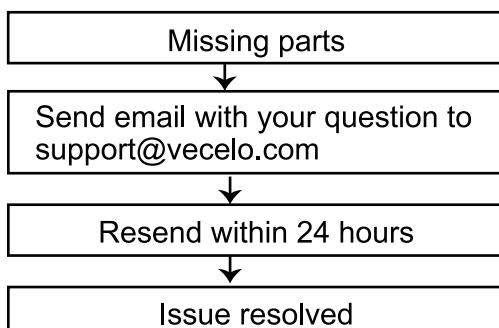 Missing parts
Send email with your question to
support@vecelo.com
Resend within 24 hours
Issue resolved